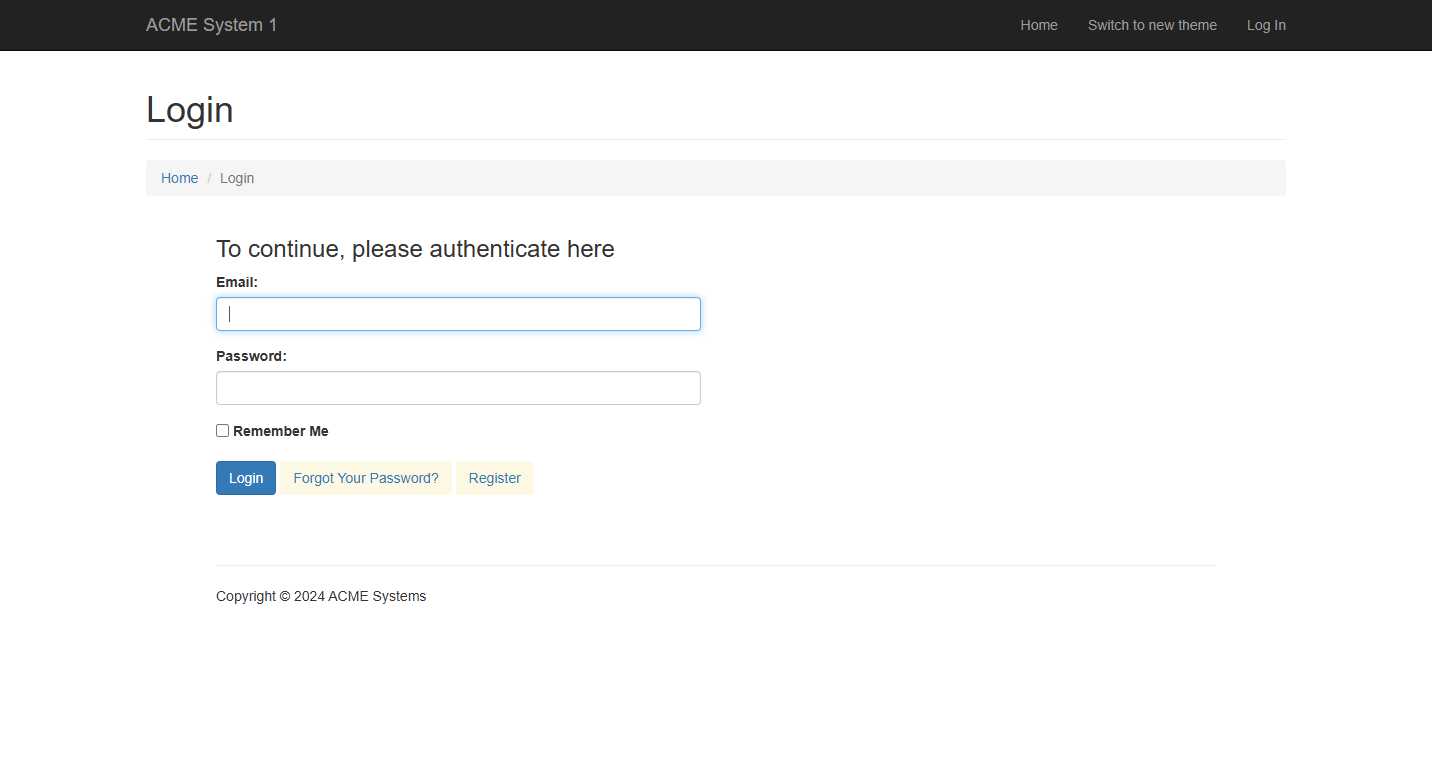 ACME System 1 Home Switch to new theme Log In
Login
Home / Login
To continue, please authenticate here
Email:
Password:
Remember Me
Login Forgot Your Password? Register
Copyright © 2024 ACME Systems